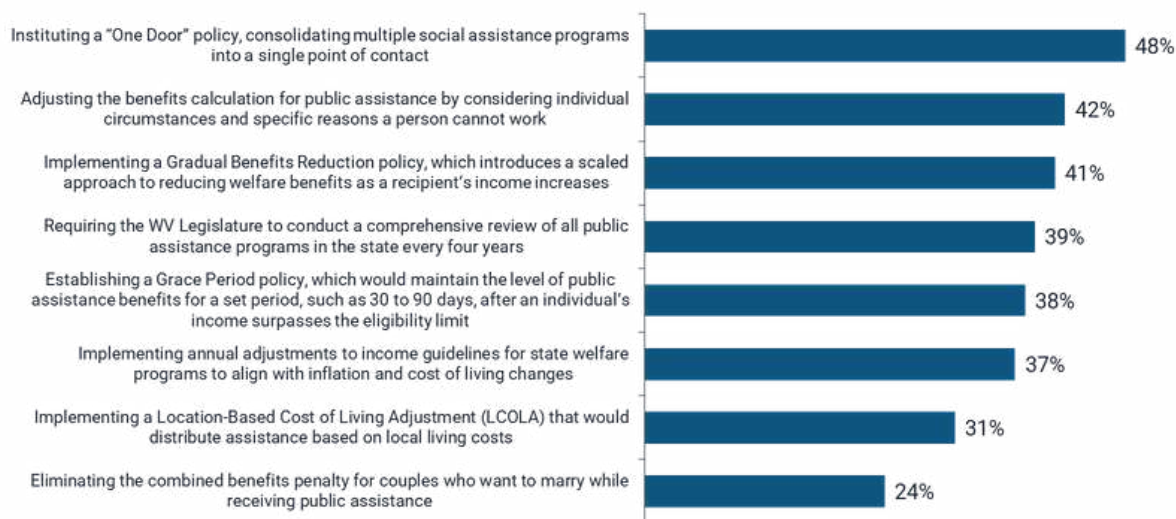 Instituting a “One Door” policy, consolidating multiple social assistance programs
into a single point of contact
48%
Adjusting the benefits calculation for public assistance by considering individual
circumstances and specific reasons a person cannot work
42%
Implementing a Gradual Benefits Reduction policy, which introduces a scaled
approach to reducing welfare benefits as a recipient’s income increases
41%
Requiring the WV Legislature to conduct a comprehensive review of all public
assistance programs in the state every four years
39%
Establishing a Grace Period policy, which would maintain the level of public
assistance benefits for a set period, such as 30 to 90 days, after an individual’s
income surpasses the eligibility limit
38%
Implementing annual adjustments to income guidelines for state welfare
programs to align with inflation and cost of living changes
37%
Implementing a Location-Based Cost of Living Adjustment (LCOLA) that would
distribute assistance based on local living costs
31%
Eliminating the combined benefits penalty for couples who want to marry while
receiving public assistance
24%